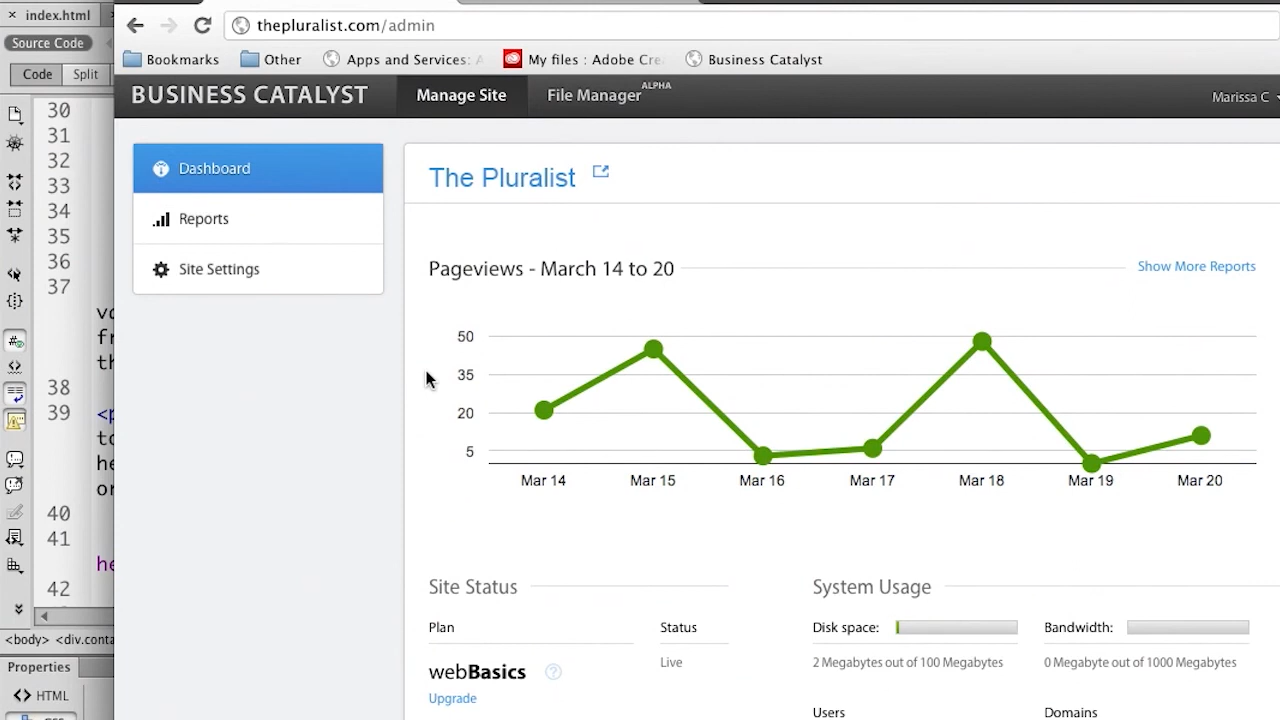 × index.html
thepluralist.com/admin
Source Code
Bookmarks Other Apps and Services: My files : Adobe Cre Business Catalyst
Code Split
BUSINESS CATALYST Manage Site File Manager ALPHA Marissa C
30
31
32
33
34
35
36
37
38
39 <p
40
41
he
42
Dashboard
Reports
Site Settings
The Pluralist
Pageviews - March 14 to 20 Show More Reports
50
35
20
5
Mar 14 Mar 15 Mar 16 Mar 17 Mar 18 Mar 19 Mar 20
Site Status System Usage
Plan Status Disk space: Bandwidth:
Live 2 Megabytes out of 100 Megabytes 0 Megabyte out of 1000 Megabytes
webBasics ?
Upgrade
Users Domains
<body> <div.conta
Properties
<> HTML